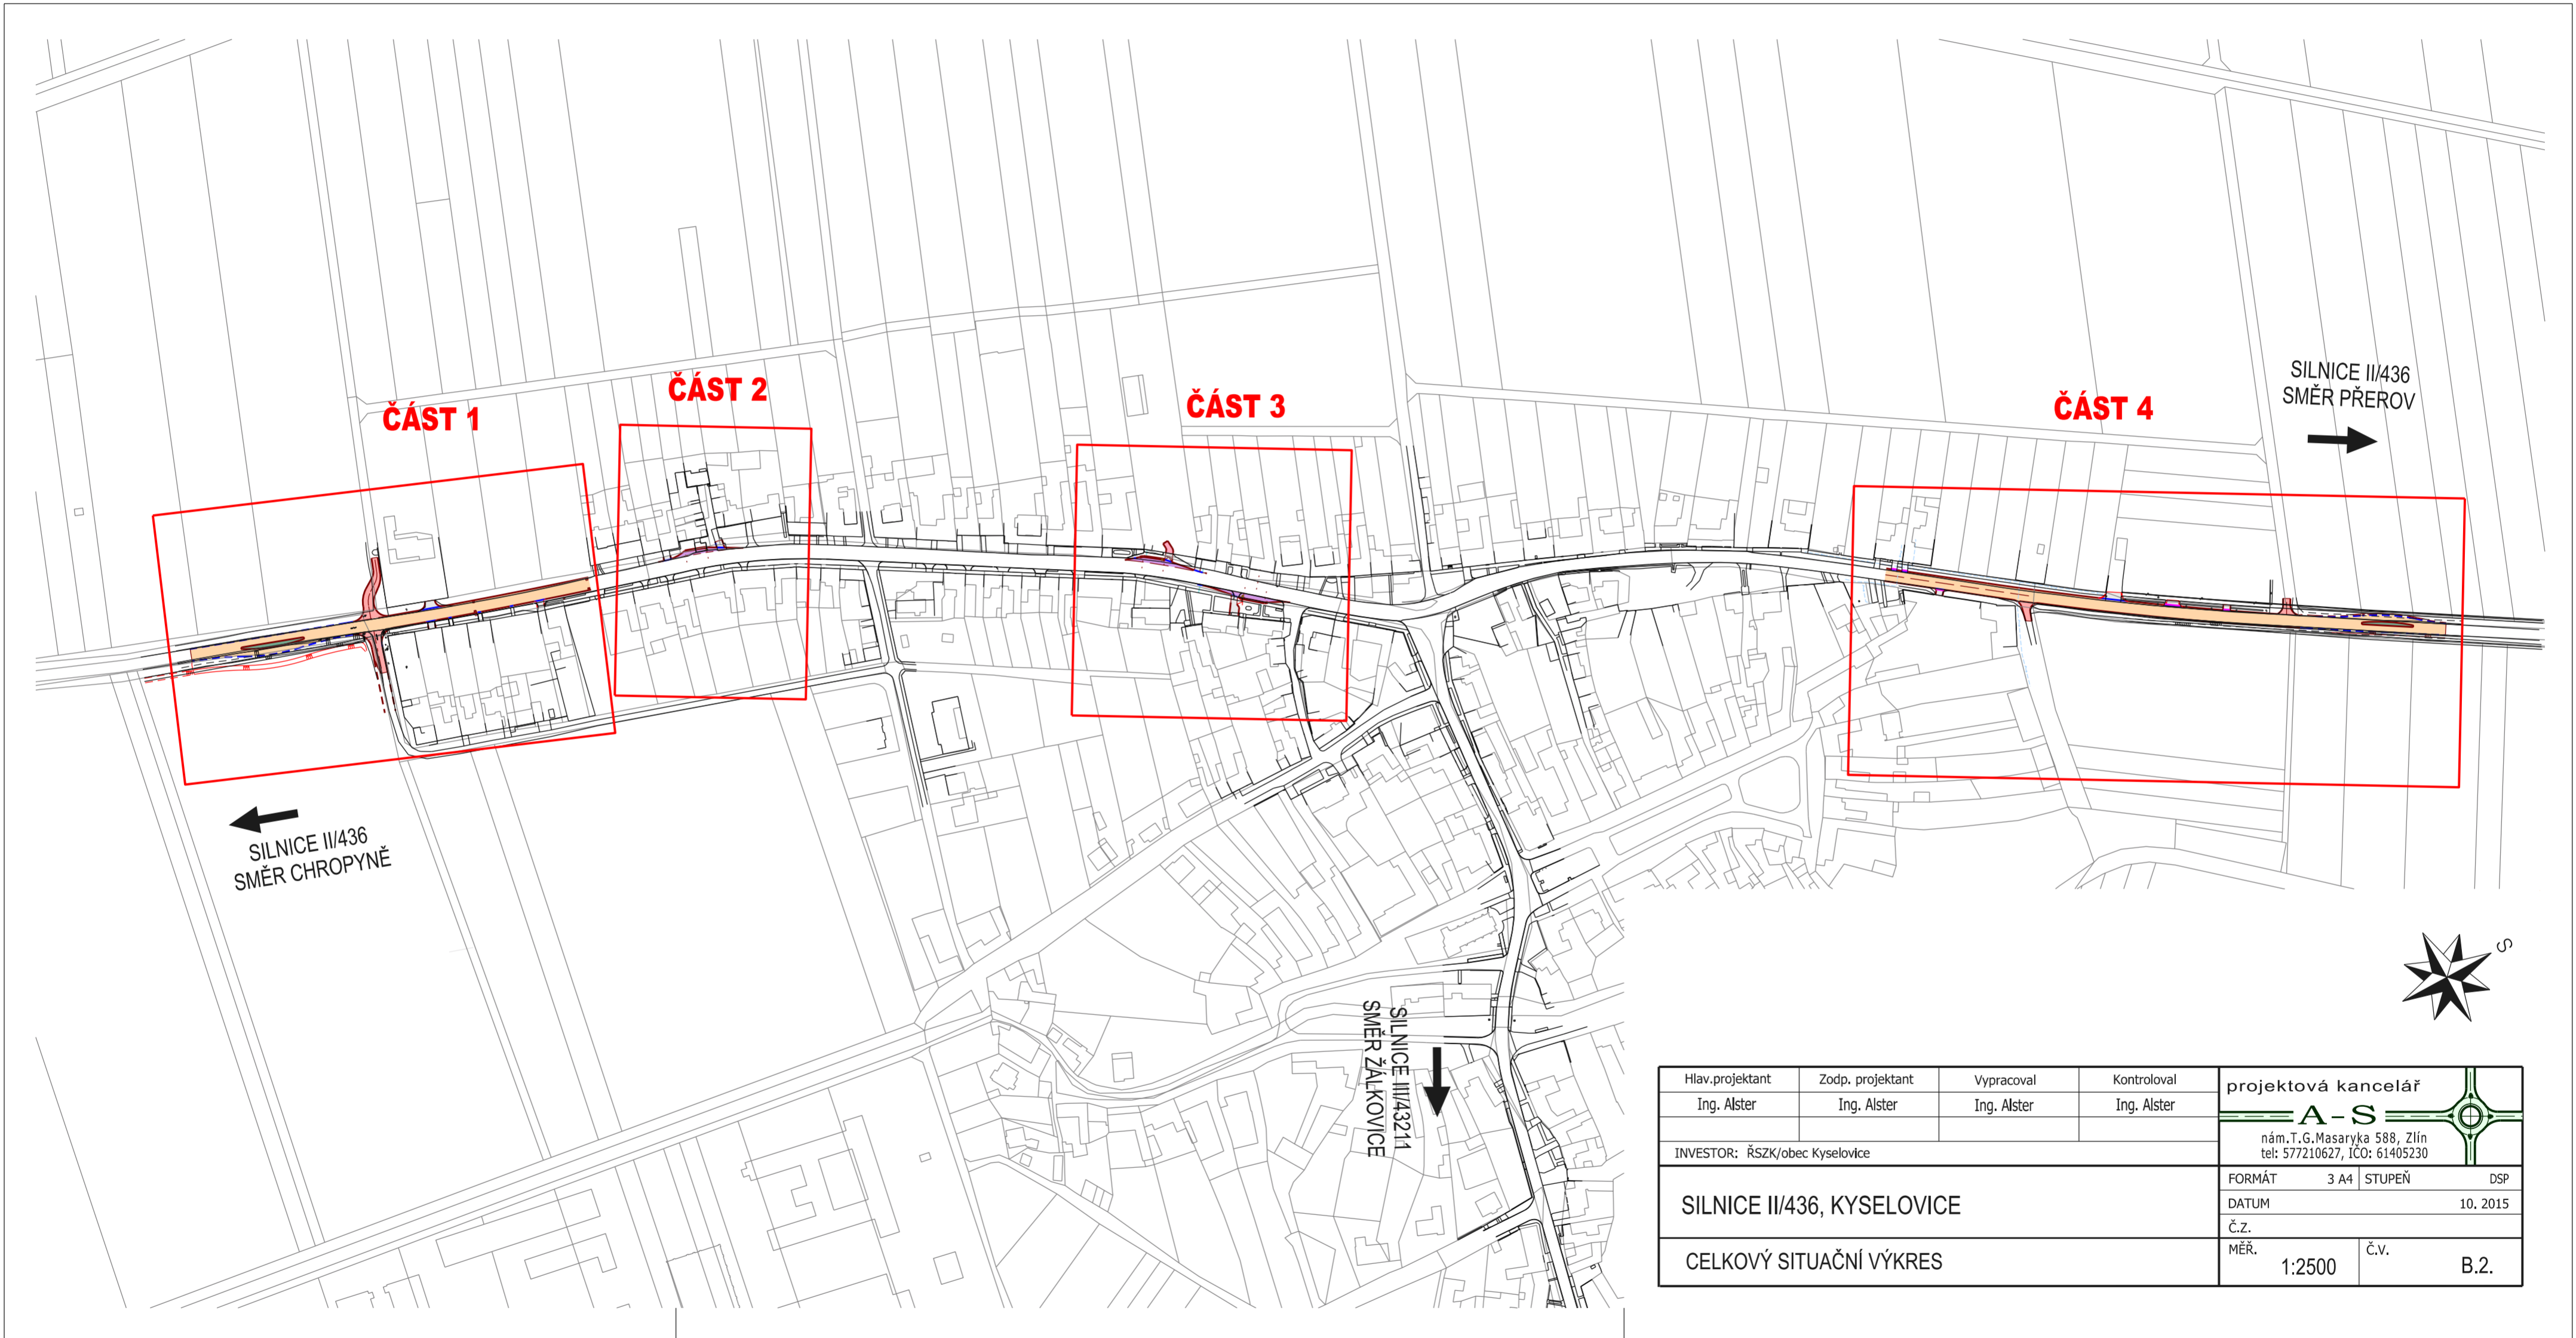 ČÁST 1
ČÁST 2
ČÁST 3
ČÁST 4
SILNICE II/436
SMĚR PŘEROV
SILNICE II/436
SMĚR CHROPYNĚ
SILNICE III/43211
SMĚR ŽALKOVICE
S
Hlav.projektant Zodp. projektant Vypracoval Kontroloval
Ing. Alster Ing. Alster Ing. Alster Ing. Alster
INVESTOR: ŘSZK/obec Kyselovice
SILNICE II/436, KYSELOVICE
CELKOVÝ SITUAČNÍ VÝKRES
projektová kancelář
A-S
nám.T.G.Masaryka 588, Zlín
tel: 577210627, IČO: 61405230
FORMÁT 3 A4 STUPEŇ DSP
DATUM 10. 2015
Č.Z.
MĚŘ. 1:2500 Č.V. B.2.